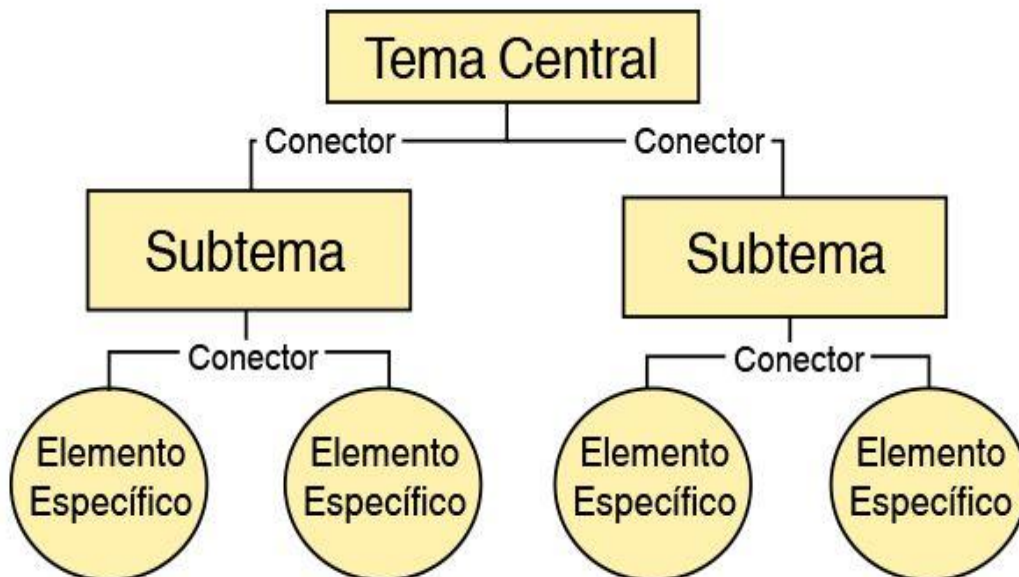 Tema Central
Conector
Conector
Subtema
Subtema
Conector
Conector
Elemento
Específico
Elemento
Específico
Elemento
Específico
Elemento
Específico